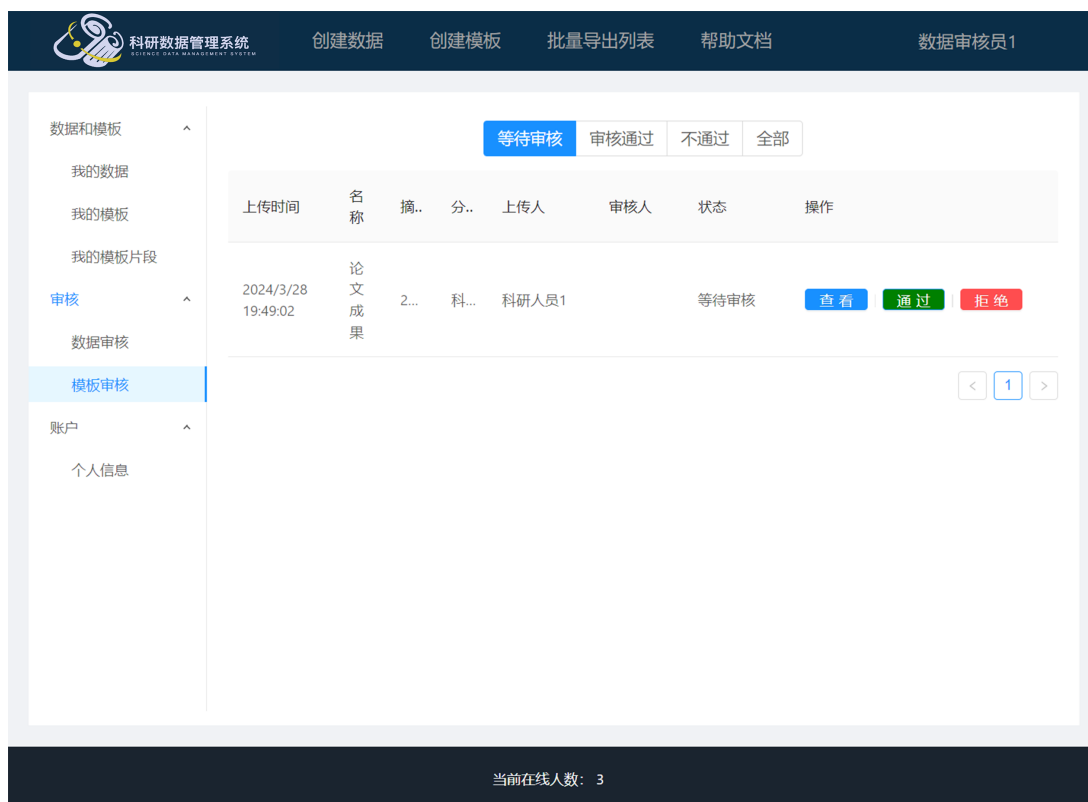 科研数据管理系统
SCIENCE DATA MANAGEMENT SYSTEM
创建数据 创建模板 批量导出列表 帮助文档 数据审核员1
数据和模板
我的数据
我的模板
我的模板片段
审核
数据审核
模板审核
账户
个人信息
等待审核 审核通过 不通过 全部
上传时间 名称 摘.. 分.. 上传人 审核人 状态 操作
2024/3/28 19:49:02 论文成果 2... 科... 科研人员1 等待审核 查看 通过 拒绝
< 1 >
当前在线人数： 3